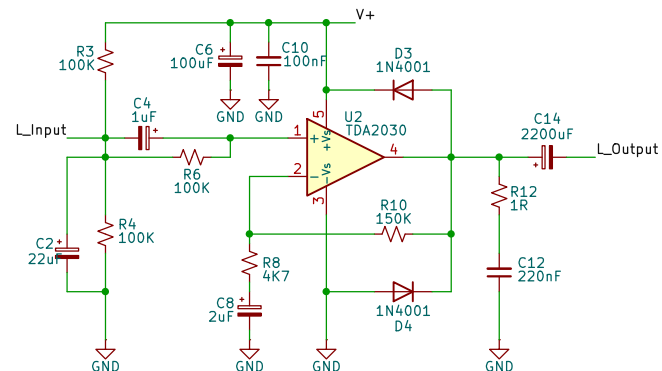 V+
R3
100K
C6
100uF
C10
100nF
D3
1N4001
GND
GND
C4
1uF
L_Input
U2
TDA2030
C14
2200uF
L_Output
1
+
5
+Vs
4
2
-
-Vs
3
R6
100K
R12
1R
R10
150K
R4
100K
C2
22uF
R8
4K7
C12
220nF
C8
2uF
1N4001
D4
GND
GND
GND
GND